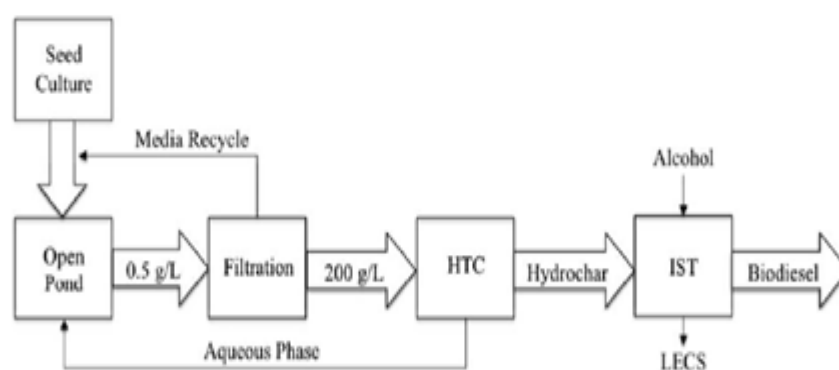 Seed
Culture
Media Recycle
Alcohol
Open
Pond
0.5 g/L
Filtration
200 g/L
HTC
Hydrochar
IST
Biodiesel
Aqueous Phase
LECS